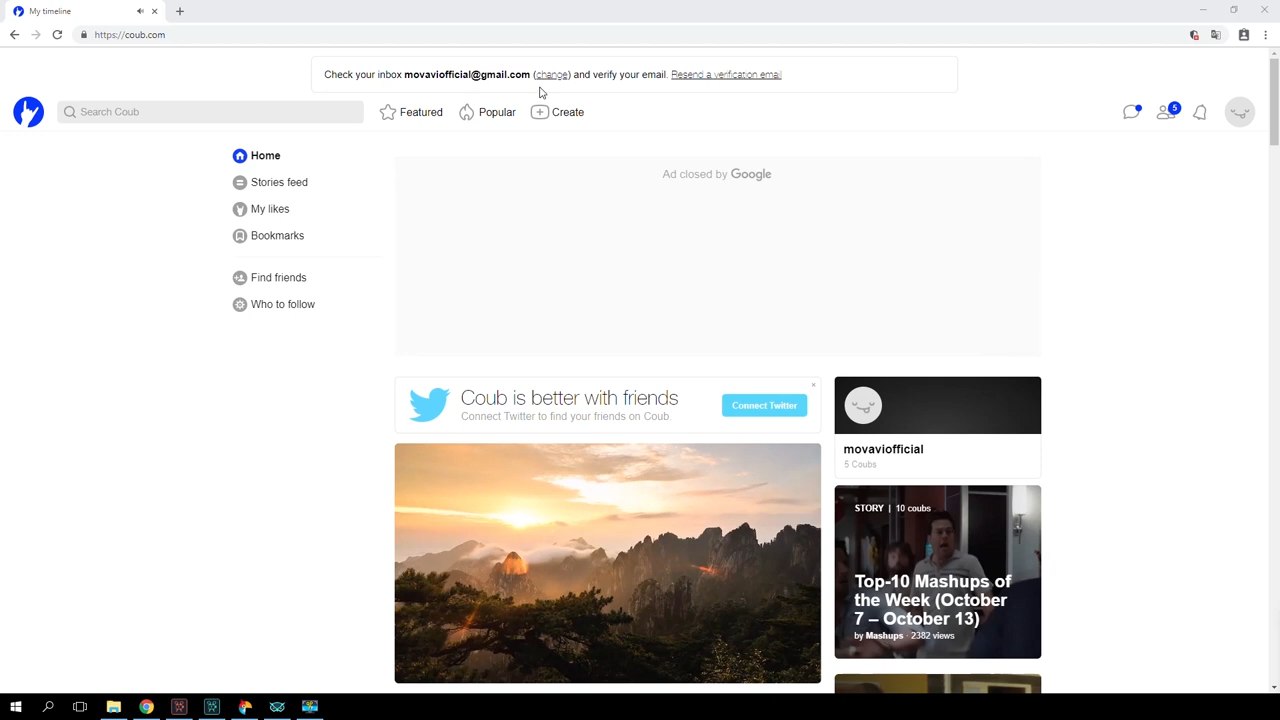 My timeline
https://coub.com
Check your inbox movaviofficial@gmail.com (change) and verify your email. Resend a verification email
Search Coub
Featured
Popular
Create
5
Home
Stories feed
My likes
Bookmarks
Find friends
Who to follow
Ad closed by Google
Coub is better with friends
Connect Twitter to find your friends on Coub.
Connect Twitter
movaviofficial
5 Coubs
STORY | 10 coubs
Top-10 Mashups of
the Week (October
7 – October 13)
by Mashups · 2382 views